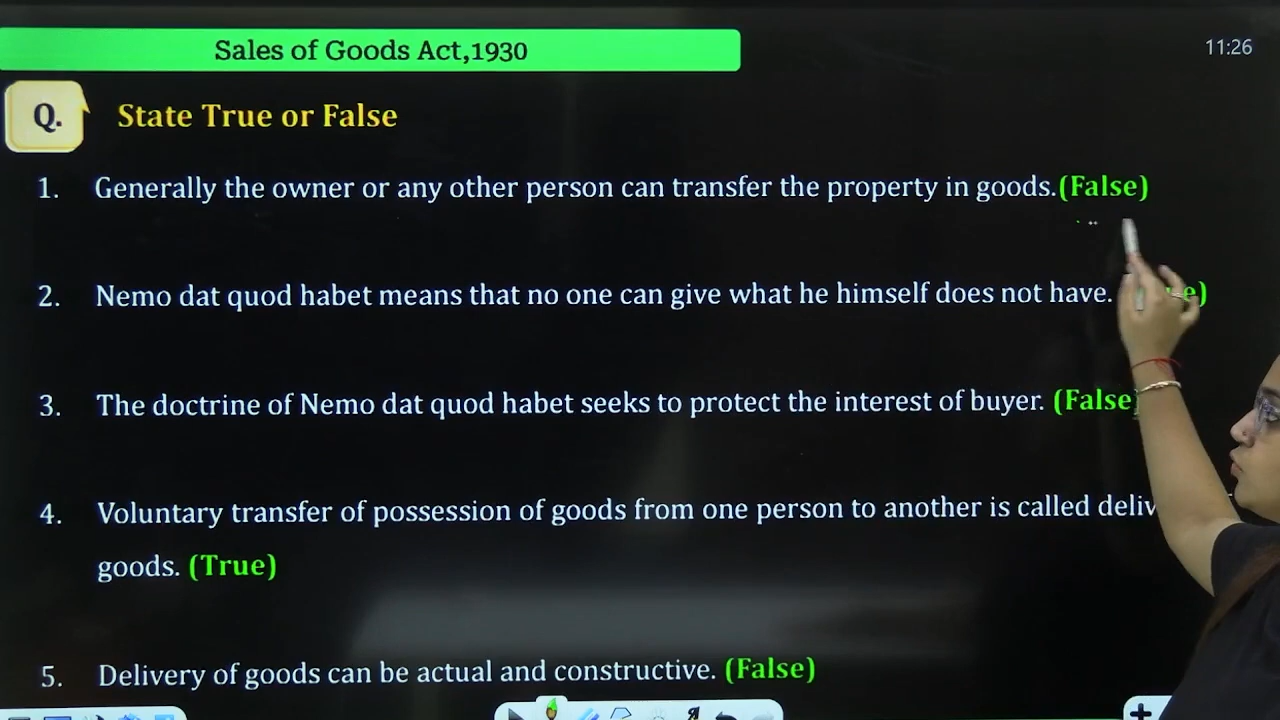 Sales of Goods Act,1930
11:26
Q. State True or False
1. Generally the owner or any other person can transfer the property in goods.(False)
2. Nemo dat quod habet means that no one can give what he himself does not have.
3. The doctrine of Nemo dat quod habet seeks to protect the interest of buyer. (False)
4. Voluntary transfer of possession of goods from one person to another is called
goods. (True)
5. Delivery of goods can be actual and constructive. (False)